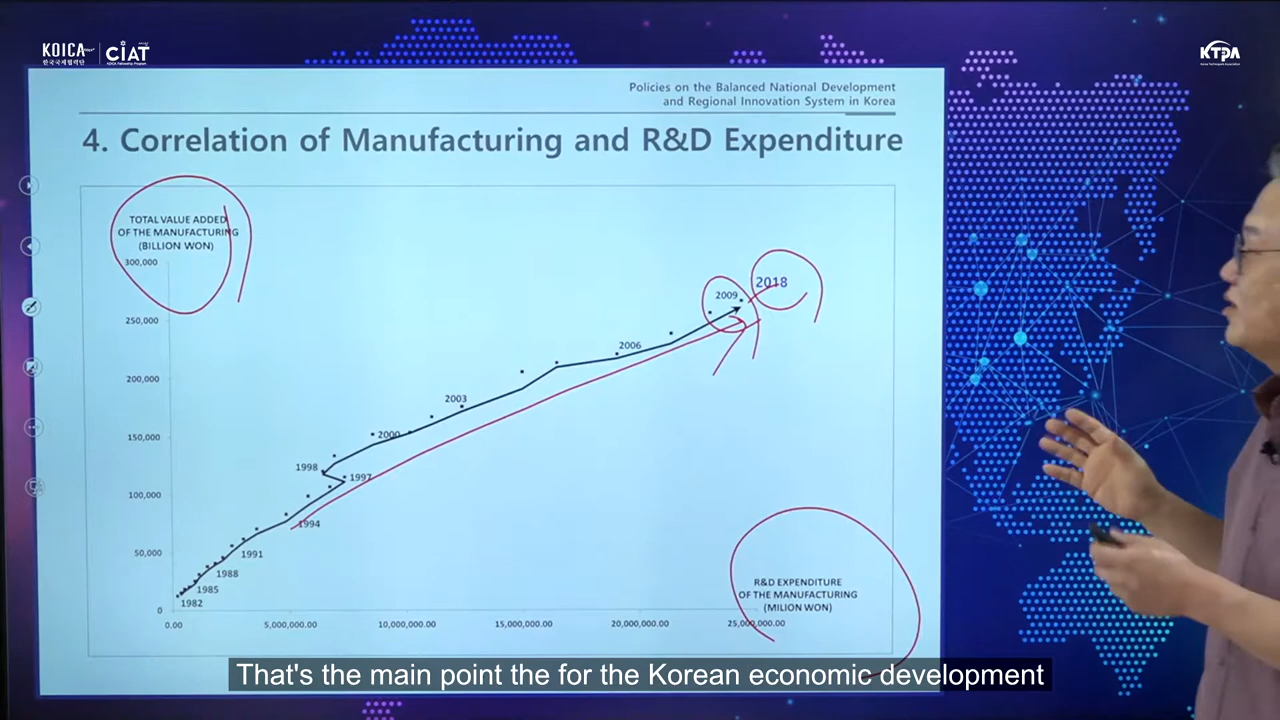 KOICA
한국국제협력단
CIAT
KOICA Fellowship Program
KTPA
Korea Technopark Association
Policies on the Balanced National Development
and Regional Innovation System in Korea
4. Correlation of Manufacturing and R&D Expenditure
TOTAL VALUE ADDED
OF THE MANUFACTURING
(BILLION WON)
300,000
250,000
200,000
150,000
100,000
50,000
0
2018
2009
2006
2003
2000
1998
1997
1994
1991
1988
1985
1982
R&D EXPENDITURE
OF THE MANUFACTURING
(MILION WON)
0.00
5,000,000.00
10,000,000.00
15,000,000.00
20,000,000.00
25,000,000.00
That's the main point the for the Korean economic development